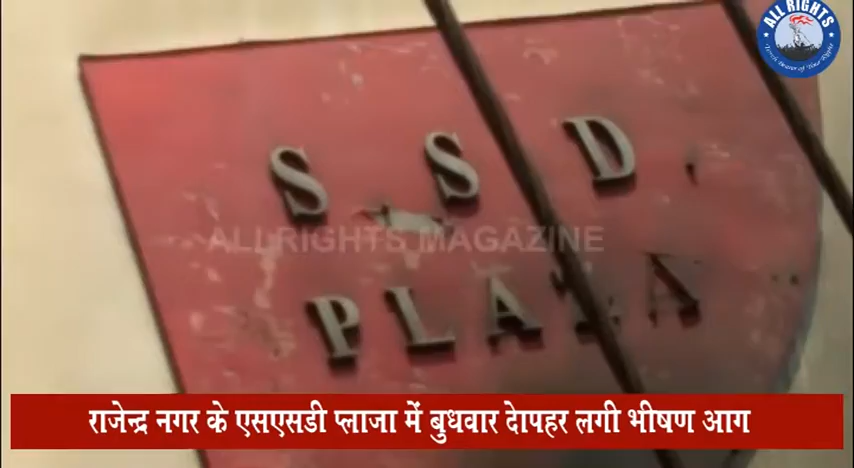 ALL RIGHTS
S S D
ALL RIGHTS MAGAZINE
PLAZA
राजेन्द्र नगर के एसएसडी प्लाजा में बुधवार दोपहर लगी भीषण आग